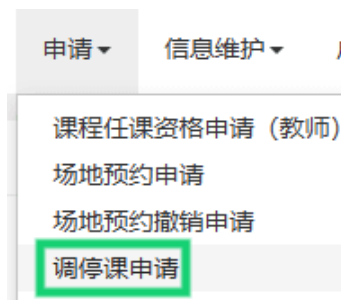 申请 信息维护
课程任课资格申请（教师）
场地预约申请
场地预约撤销申请
调停课申请